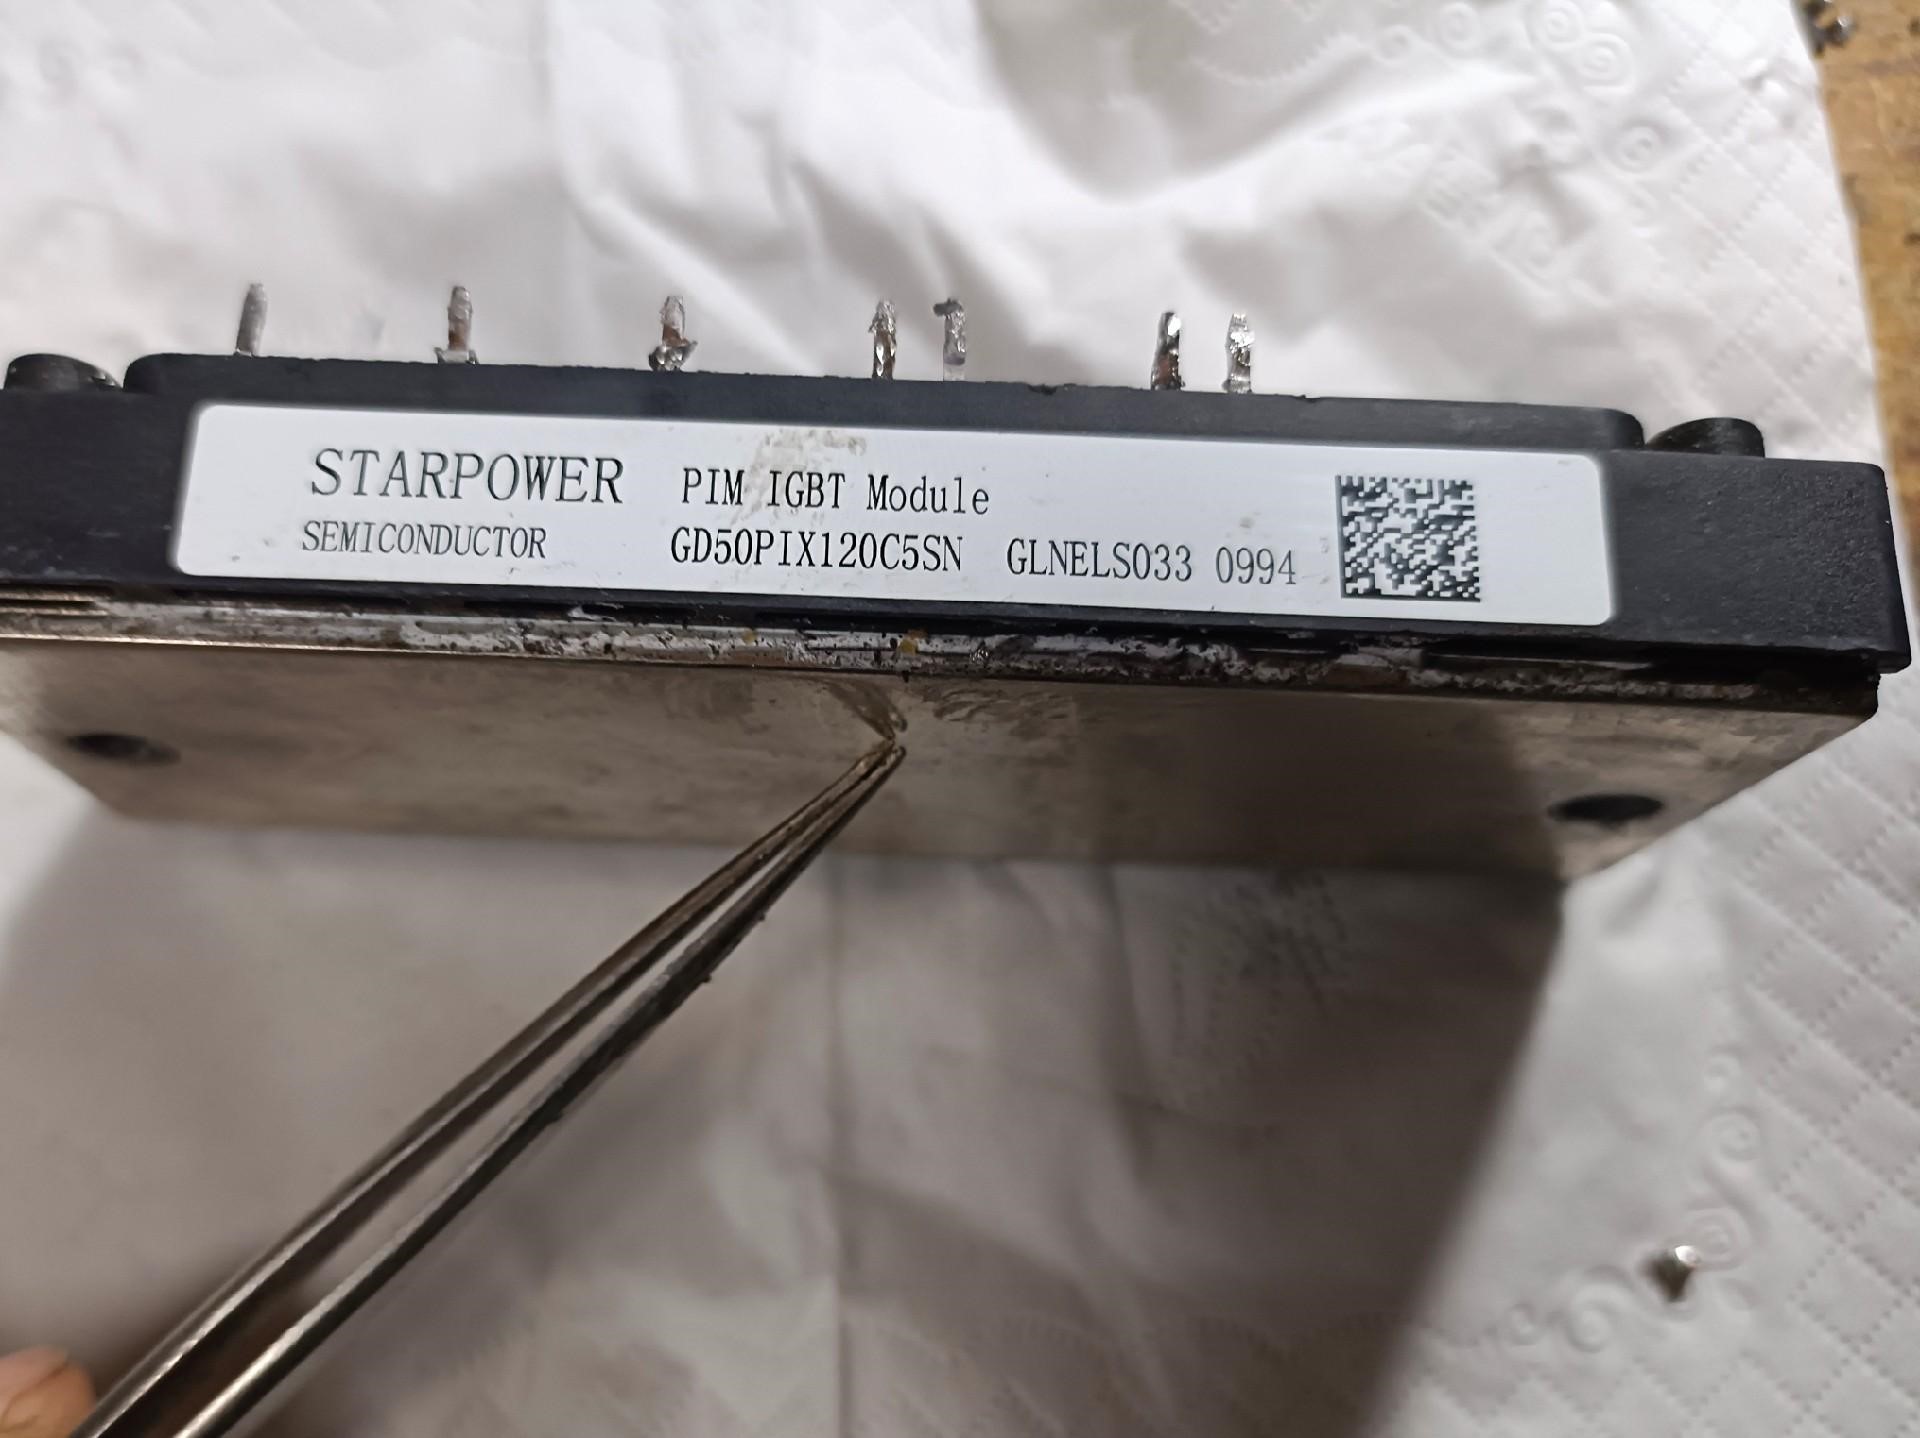 STARPOWER PIM IGBT Module
SEMICONDUCTOR GD50PIX120C5SN GLNELS033 0994